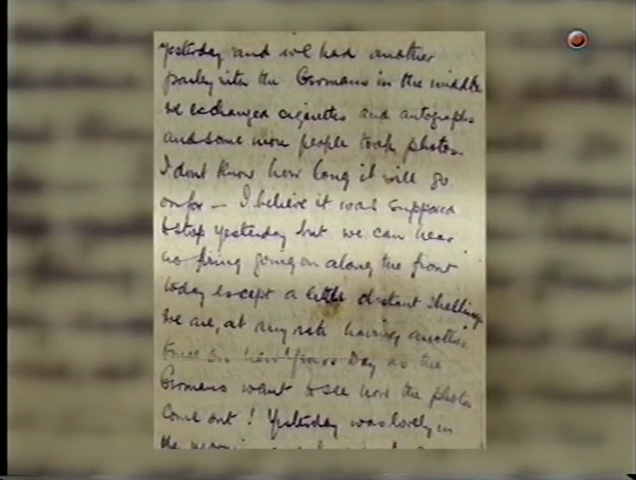 yesterday and we had another
parley with the Germans in the middle
We exchanged cigarettes and autographs
and some more people took photos.
I dont know how long it will go
on for — I believe it was supposed
to stop yesterday but we can hear
no firing going on along the front
today except a little distant shelling
We are, at any rate having another
truce on New Years Day as the
Germans want to see how the photos
come out ! Yesterday was lovely in
the morning